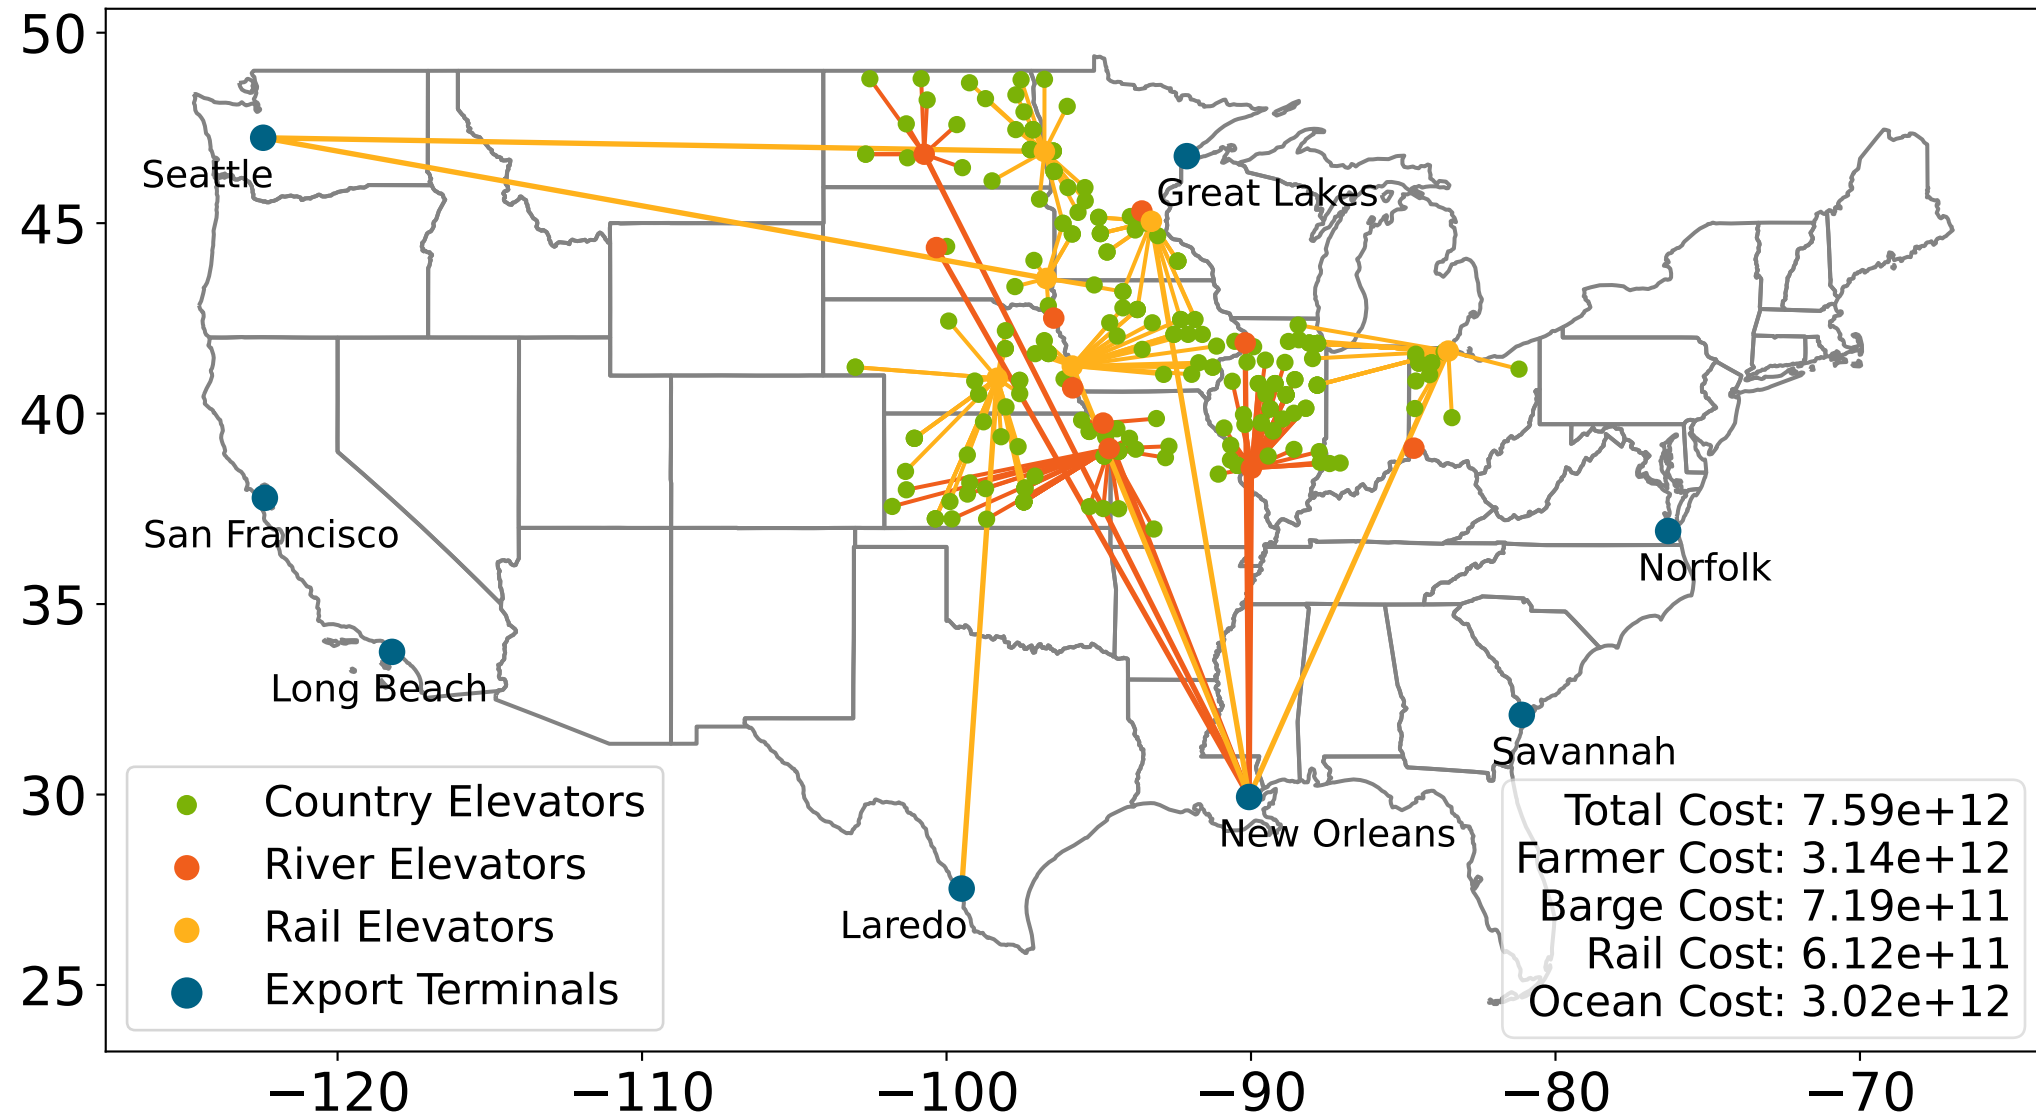 50
45
40
35
30
25
−120
−110
−100
−90
−80
−70
Seattle
Great Lakes
San Francisco
Norfolk
Long Beach
Savannah
New Orleans
Laredo
Country Elevators
River Elevators
Rail Elevators
Export Terminals
Total Cost: 7.59e+12
Farmer Cost: 3.14e+12
Barge Cost: 7.19e+11
Rail Cost: 6.12e+11
Ocean Cost: 3.02e+12